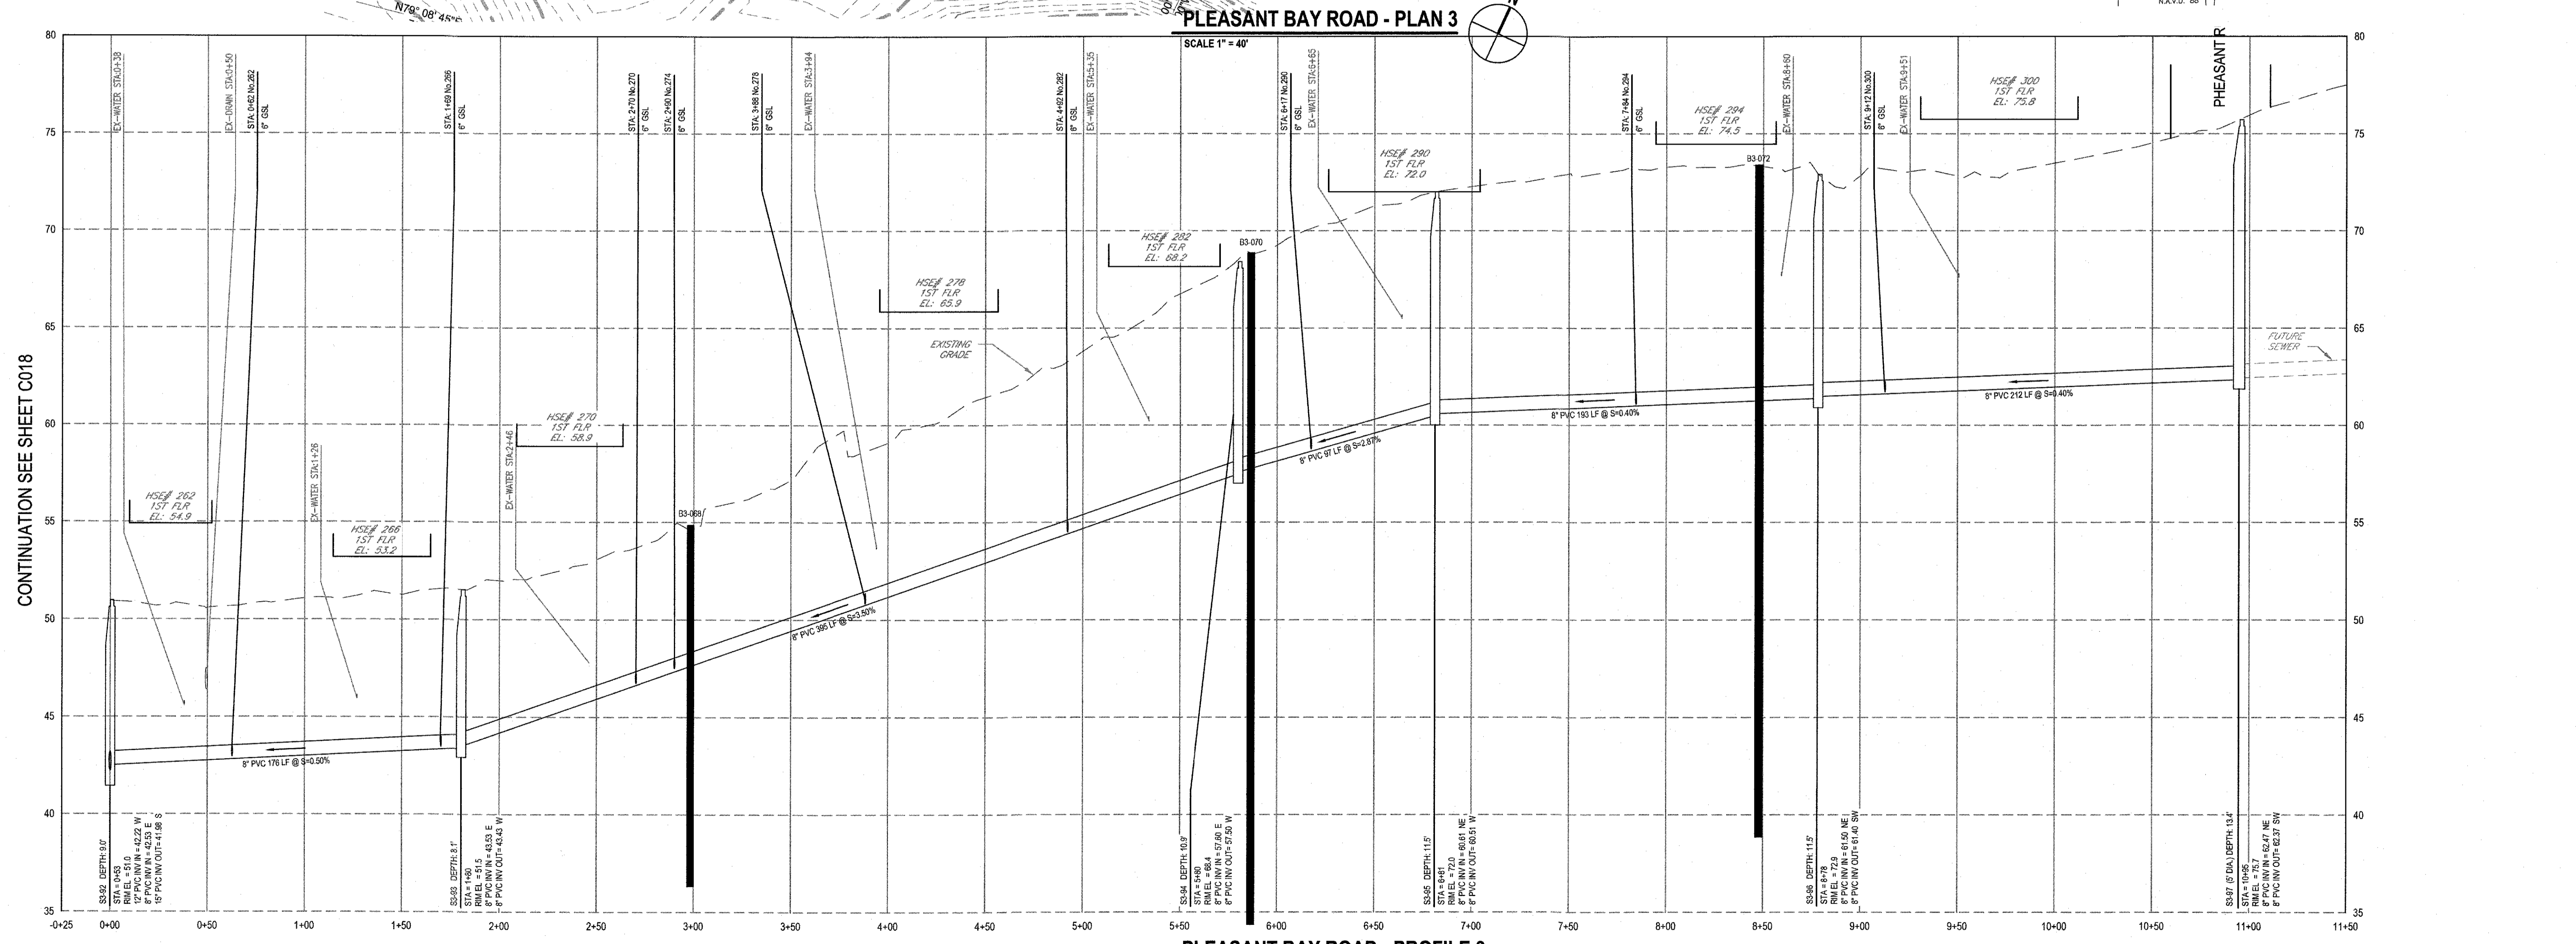 N79° 08' 45"E
PLEASANT BAY ROAD - PLAN 3
SCALE 1" = 40'
N.A.V.D. 88
N
CONTINUATION SEE SHEET C018
80
75
70
65
60
55
50
45
40
35
EX-WATER STA:0+38
EX-DRAIN STA:0+50
STA: 0+62 No.262
6" GSL
STA: 1+69 No.266
6" GSL
STA: 2+70 No.270
6" GSL
STA: 2+90 No.274
6" GSL
STA: 3+88 No.278
6" GSL
EX-WATER STA:3+94
STA: 4+92 No.282
6" GSL
EX-WATER STA:5+35
STA: 6+17 No.290
6" GSL
EX-WATER STA:6+65
STA: 7+84 No.294
6" GSL
EX-WATER STA:8+60
STA: 9+12 No.300
6" GSL
EX-WATER STA:9+51
PHEASANT R
EX-WATER STA:1+26
EX-WATER STA:2+46
HSE# 262
1ST FLR
EL: 54.9
HSE# 266
1ST FLR
EL: 53.2
HSE# 270
1ST FLR
EL: 58.9
HSE# 278
1ST FLR
EL: 65.9
HSE# 282
1ST FLR
EL: 68.2
HSE# 290
1ST FLR
EL: 72.0
HSE# 294
1ST FLR
EL: 74.5
HSE# 300
1ST FLR
EL: 75.8
B3-068
B3-070
B3-072
EXISTING
GRADE
FUTURE
SEWER
8" PVC 176 LF @ S=0.50%
8" PVC 395 LF @ S=3.50%
8" PVC 97 LF @ S=2.87%
8" PVC 193 LF @ S=0.40%
8" PVC 212 LF @ S=0.40%
S3-92 DEPTH: 9.0'
STA = 0+53
RIM EL = 51.0
12" PVC INV IN = 42.22 W
8" PVC INV IN = 42.53 E
15" PVC INV OUT= 41.98 S
S3-93 DEPTH: 8.1'
STA = 1+80
RIM EL = 51.5
8" PVC INV IN = 43.53 E
8" PVC INV OUT= 43.43 W
S3-94 DEPTH: 10.9'
STA = 5+80
RIM EL = 68.4
8" PVC INV IN = 57.60 E
8" PVC INV OUT= 57.50 W
S3-95 DEPTH: 11.5'
STA = 6+81
RIM EL = 72.0
8" PVC INV IN = 60.61 NE
8" PVC INV OUT= 60.51 W
S3-96 DEPTH: 11.5'
STA = 8+78
RIM EL = 72.9
8" PVC INV IN = 61.50 NE
8" PVC INV OUT= 61.40 SW
S3-97 (5' DIA.) DEPTH: 13.4'
STA = 10+95
RIM EL = 75.7
8" PVC INV IN = 62.47 NE
8" PVC INV OUT= 62.37 SW
80
75
70
65
60
55
50
45
40
35
-0+25 0+00 0+50 1+00 1+50 2+00 2+50 3+00 3+50 4+00 4+50 5+00 5+50 6+00 6+50 7+00 7+50 8+00 8+50 9+00 9+50 10+00 10+50 11+00 11+50
PLEASANT BAY ROAD - PROFILE 3